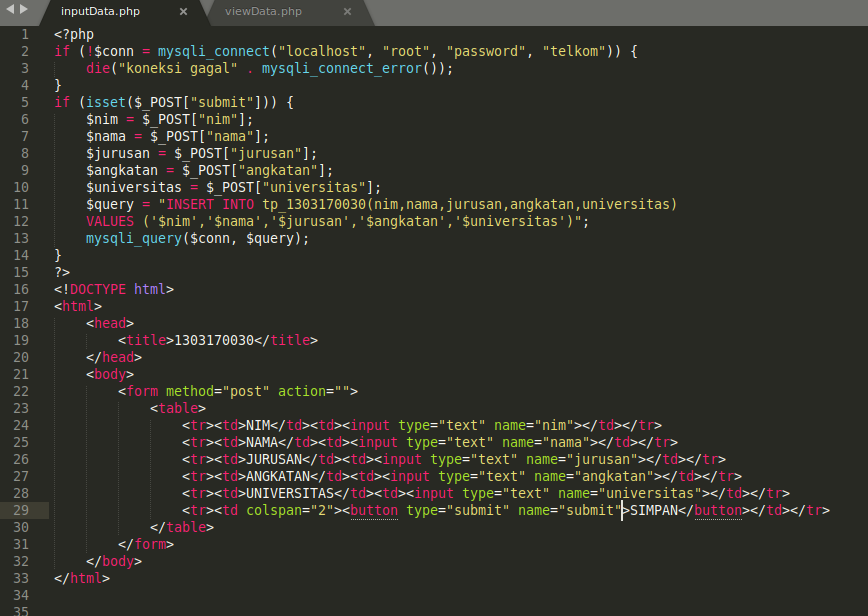 inputData.php × viewData.php ×
1 <?php
2 if (!$conn = mysqli_connect("localhost", "root", "password", "telkom")) {
3     die("koneksi gagal" . mysqli_connect_error());
4 }
5 if (isset($_POST["submit"])) {
6     $nim = $_POST["nim"];
7     $nama = $_POST["nama"];
8     $jurusan = $_POST["jurusan"];
9     $angkatan = $_POST["angkatan"];
10     $universitas = $_POST["universitas"];
11     $query = "INSERT INTO tp_1303170030(nim,nama,jurusan,angkatan,universitas)
12     VALUES ('$nim','$nama','$jurusan','$angkatan','$universitas')";
13     mysqli_query($conn, $query);
14 }
15 ?>
16 <!DOCTYPE html>
17 <html>
18     <head>
19         <title>1303170030</title>
20     </head>
21     <body>
22         <form method="post" action="">
23             <table>
24                 <tr><td>NIM</td><td><input type="text" name="nim"></td></tr>
25                 <tr><td>NAMA</td><td><input type="text" name="nama"></td></tr>
26                 <tr><td>JURUSAN</td><td><input type="text" name="jurusan"></td></tr>
27                 <tr><td>ANGKATAN</td><td><input type="text" name="angkatan"></td></tr>
28                 <tr><td>UNIVERSITAS</td><td><input type="text" name="universitas"></td></tr>
29                 <tr><td colspan="2"><button type="submit" name="submit">SIMPAN</button></td></tr>
30             </table>
31         </form>
32     </body>
33 </html>
34
35